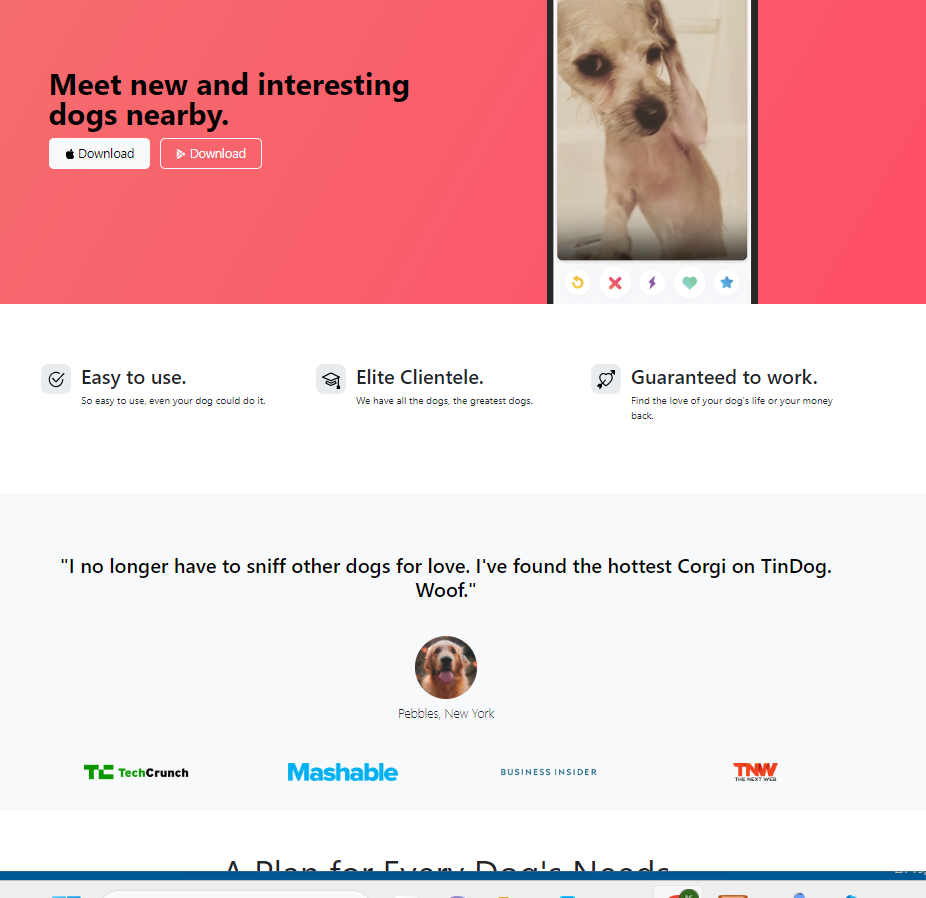 Meet new and interesting
dogs nearby.
Download
Download
Easy to use.
So easy to use, even your dog could do it.
Elite Clientele.
We have all the dogs, the greatest dogs.
Guaranteed to work.
Find the love of your dog's life or your money
back.
"I no longer have to sniff other dogs for love. I've found the hottest Corgi on TinDog.
Woof."
Pebbles, New York
TC TechCrunch
Mashable
BUSINESS INSIDER
TNW
THE NEXT WEB
A Plan for Every Dog's Needs